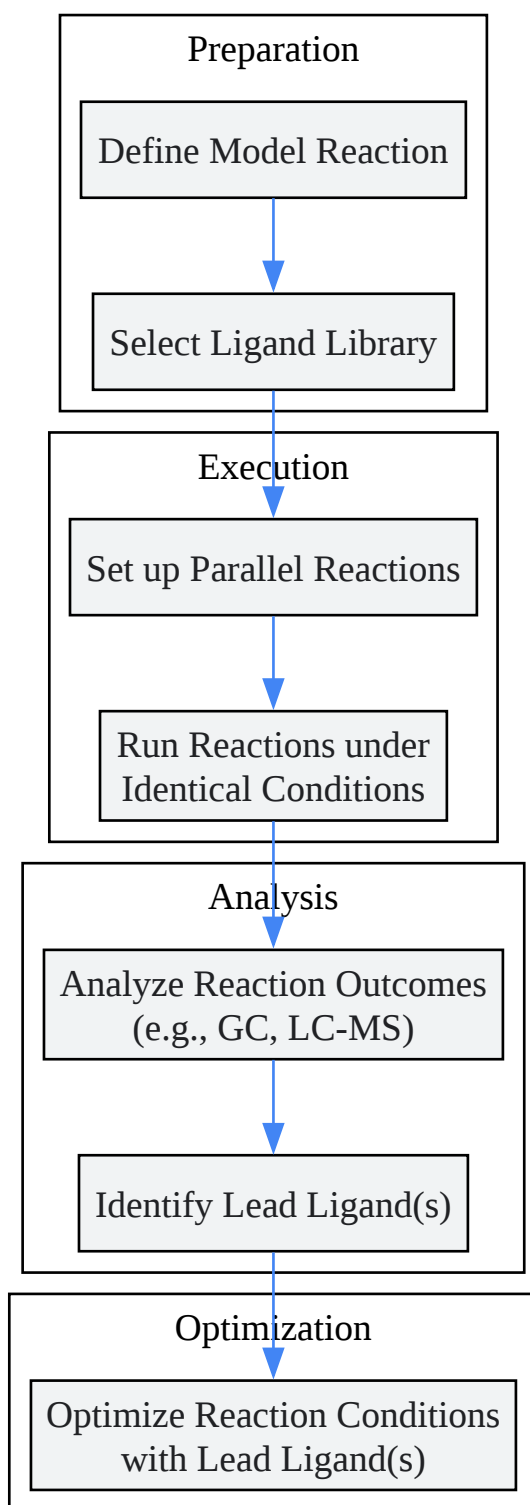 Preparation
Define Model Reaction
Select Ligand Library
Execution
Set up Parallel Reactions
Run Reactions under
Identical Conditions
Analysis
Analyze Reaction Outcomes
(e.g., GC, LC-MS)
Identify Lead Ligand(s)
Optimization
Optimize Reaction Conditions
with Lead Ligand(s)